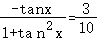 -tanx/1+tan²x = 3/10